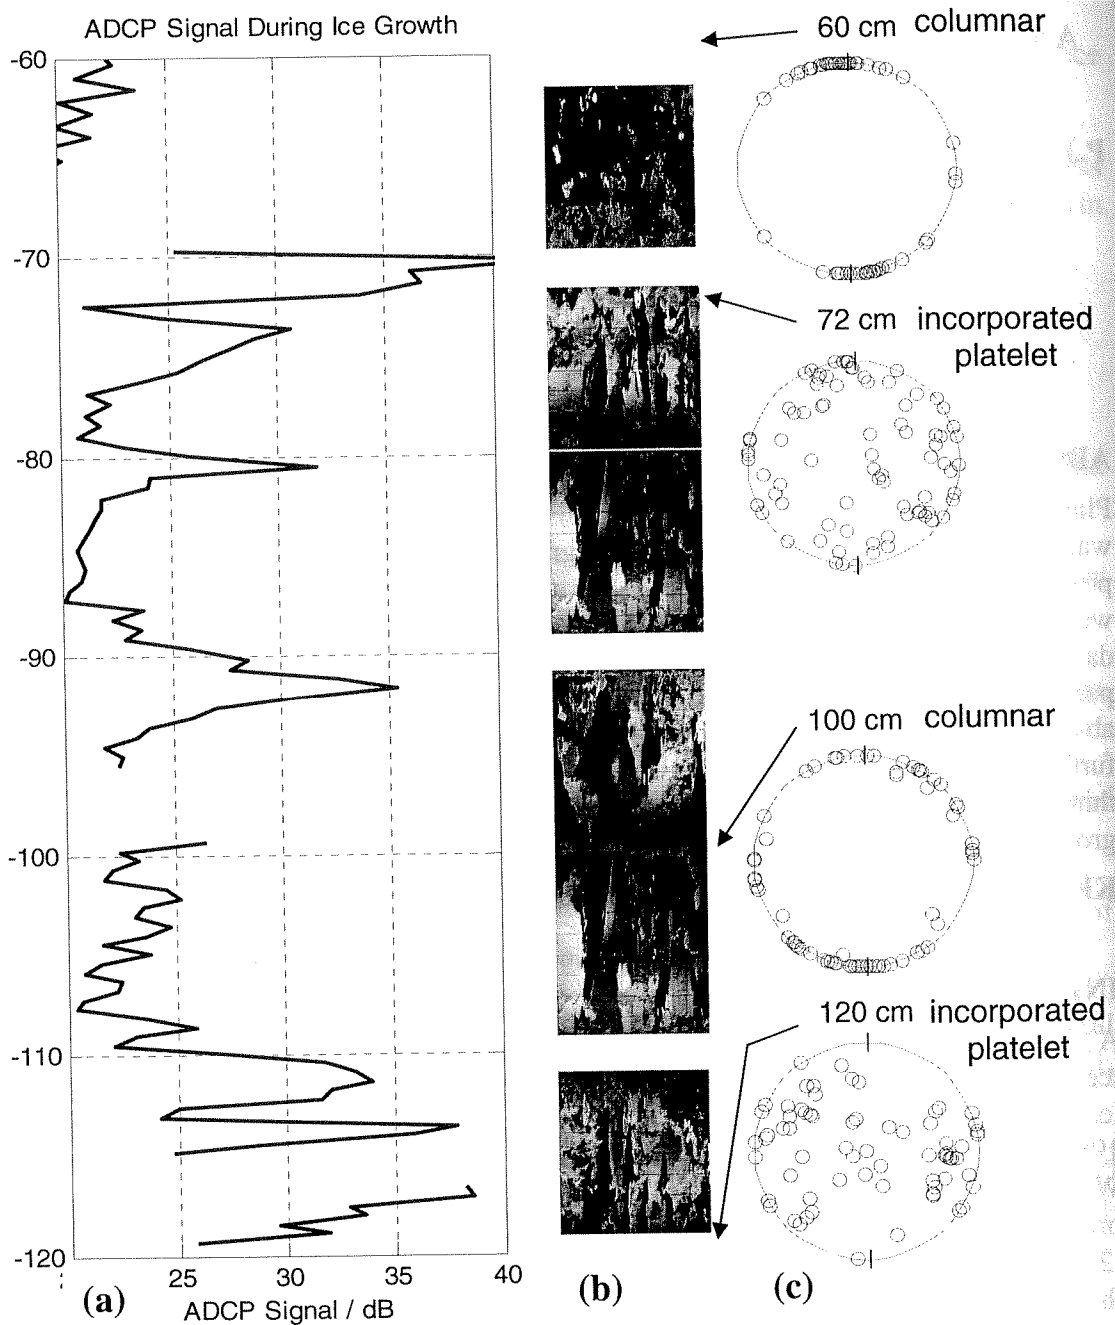 ADCP Signal During Ice Growth
-60
-70
-80
-90
-100
-110
-120
25
30
35
40
ADCP Signal / dB
(a)
(b)
(c)
60 cm columnar
72 cm incorporated
platelet
100 cm columnar
120 cm incorporated
platelet